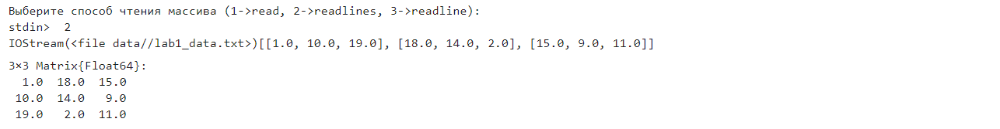 Выберите способ чтения массива (1->read, 2->readlines, 3->readline):
stdin>  2
IOStream(<file data//lab1_data.txt>)[[1.0, 10.0, 19.0], [18.0, 14.0, 2.0], [15.0, 9.0, 11.0]]
3×3 Matrix{Float64}:
  1.0  18.0  15.0
 10.0  14.0   9.0
 19.0   2.0  11.0